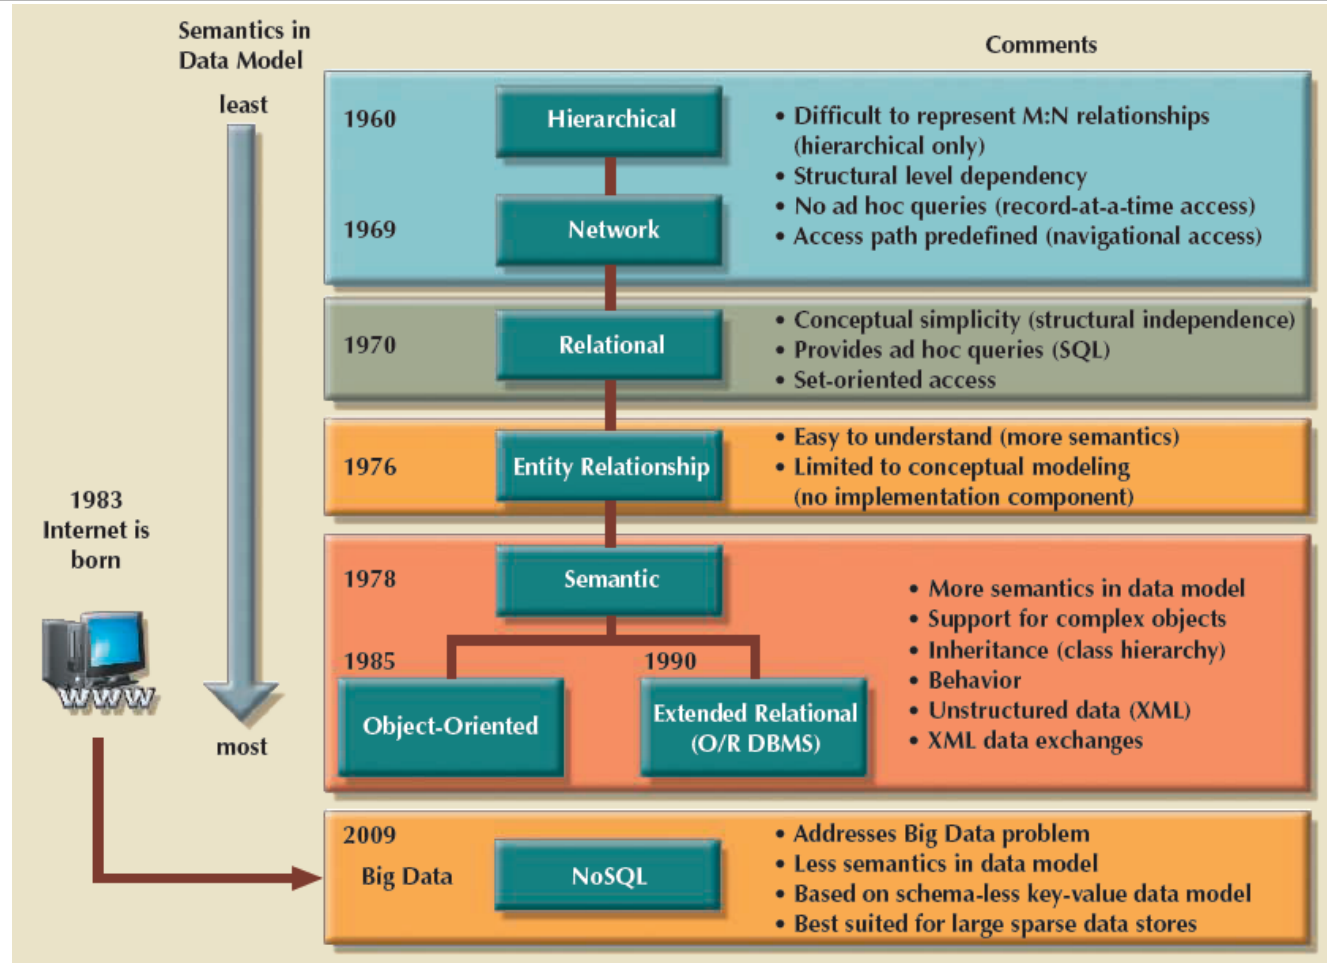 Semantics in
Data Model
Comments
least
1960
Hierarchical
• Difficult to represent M:N relationships
(hierarchical only)
• Structural level dependency
• No ad hoc queries (record-at-a-time access)
1969
Network
• Access path predefined (navigational access)
1970
Relational
• Conceptual simplicity (structural independence)
• Provides ad hoc queries (SQL)
• Set-oriented access
1976
Entity Relationship
• Easy to understand (more semantics)
• Limited to conceptual modeling
(no implementation component)
1983
Internet is
born
WWW
most
1978
Semantic
1985
Object-Oriented
1990
Extended Relational
(O/R DBMS)
• More semantics in data model
• Support for complex objects
• Inheritance (class hierarchy)
• Behavior
• Unstructured data (XML)
• XML data exchanges
2009
Big Data
NoSQL
• Addresses Big Data problem
• Less semantics in data model
• Based on schema-less key-value data model
• Best suited for large sparse data stores